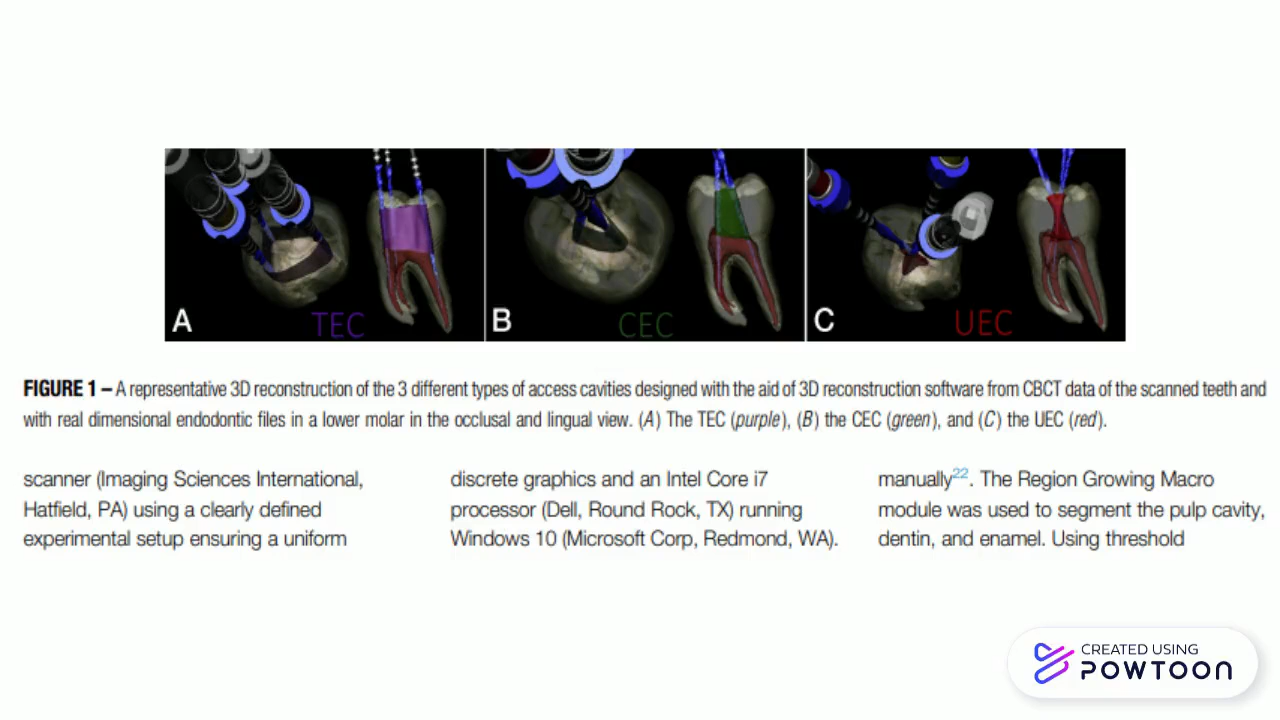 A TEC
B CEC
C UEC
FIGURE 1 – A representative 3D reconstruction of the 3 different types of access cavities designed with the aid of 3D reconstruction software from CBCT data of the scanned teeth and
with real dimensional endodontic files in a lower molar in the occlusal and lingual view. (A) The TEC (purple), (B) the CEC (green), and (C) the UEC (red).
scanner (Imaging Sciences International,
Hatfield, PA) using a clearly defined
experimental setup ensuring a uniform
discrete graphics and an Intel Core i7
processor (Dell, Round Rock, TX) running
Windows 10 (Microsoft Corp, Redmond, WA).
manually22. The Region Growing Macro
module was used to segment the pulp cavity,
dentin, and enamel. Using threshold
CREATED USING
POWTOON